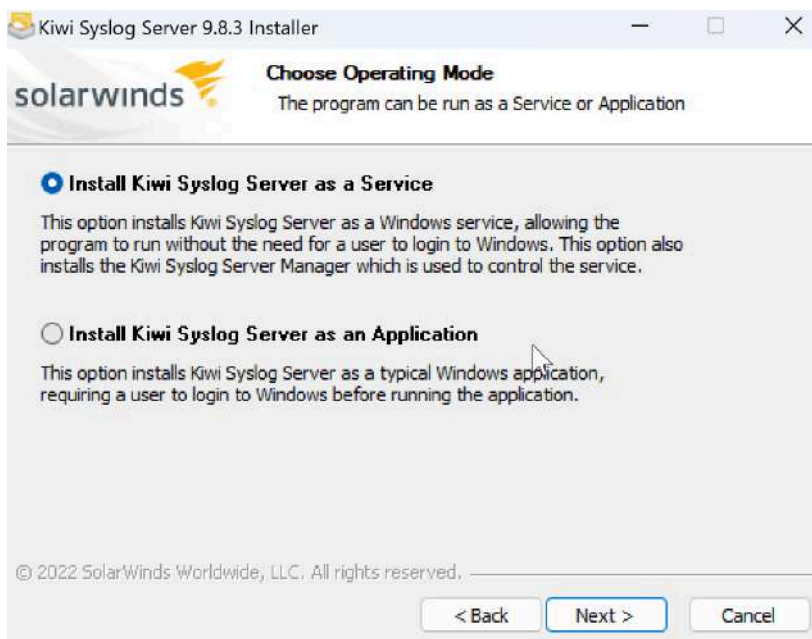 Kiwi Syslog Server 9.8.3 Installer
solarwinds
Choose Operating Mode
The program can be run as a Service or Application
Install Kiwi Syslog Server as a Service
This option installs Kiwi Syslog Server as a Windows service, allowing the
program to run without the need for a user to login to Windows. This option also
installs the Kiwi Syslog Server Manager which is used to control the service.
Install Kiwi Syslog Server as an Application
This option installs Kiwi Syslog Server as a typical Windows application,
requiring a user to login to Windows before running the application.
© 2022 SolarWinds Worldwide, LLC. All rights reserved.
< Back Next > Cancel